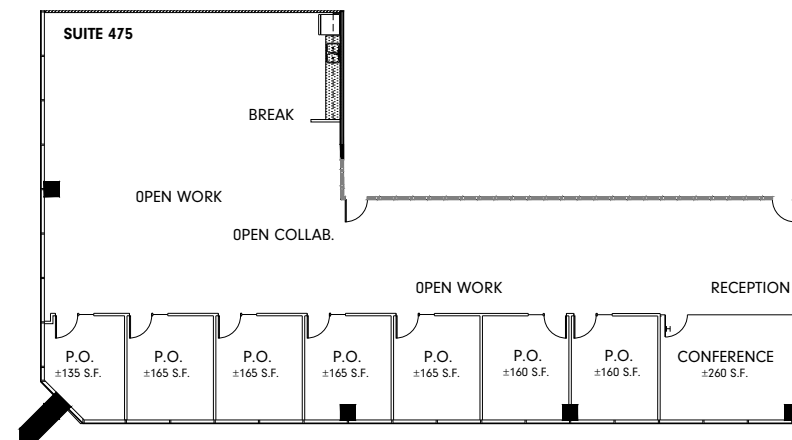 SUITE 475
BREAK
OPEN WORK
OPEN COLLAB.
OPEN WORK
RECEPTION
P.O.
±135 S.F.
P.O.
±165 S.F.
P.O.
±165 S.F.
P.O.
±165 S.F.
P.O.
±165 S.F.
P.O.
±160 S.F.
P.O.
±160 S.F.
CONFERENCE
±260 S.F.